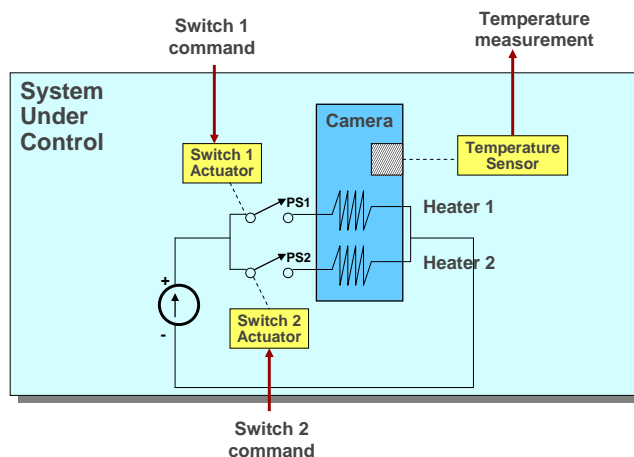 Switch 1
command
Temperature
measurement
System
Under
Control
Camera
Switch 1
Actuator
Temperature
Sensor
PS1
Heater 1
PS2
Heater 2
+
-
Switch 2
Actuator
Switch 2
command